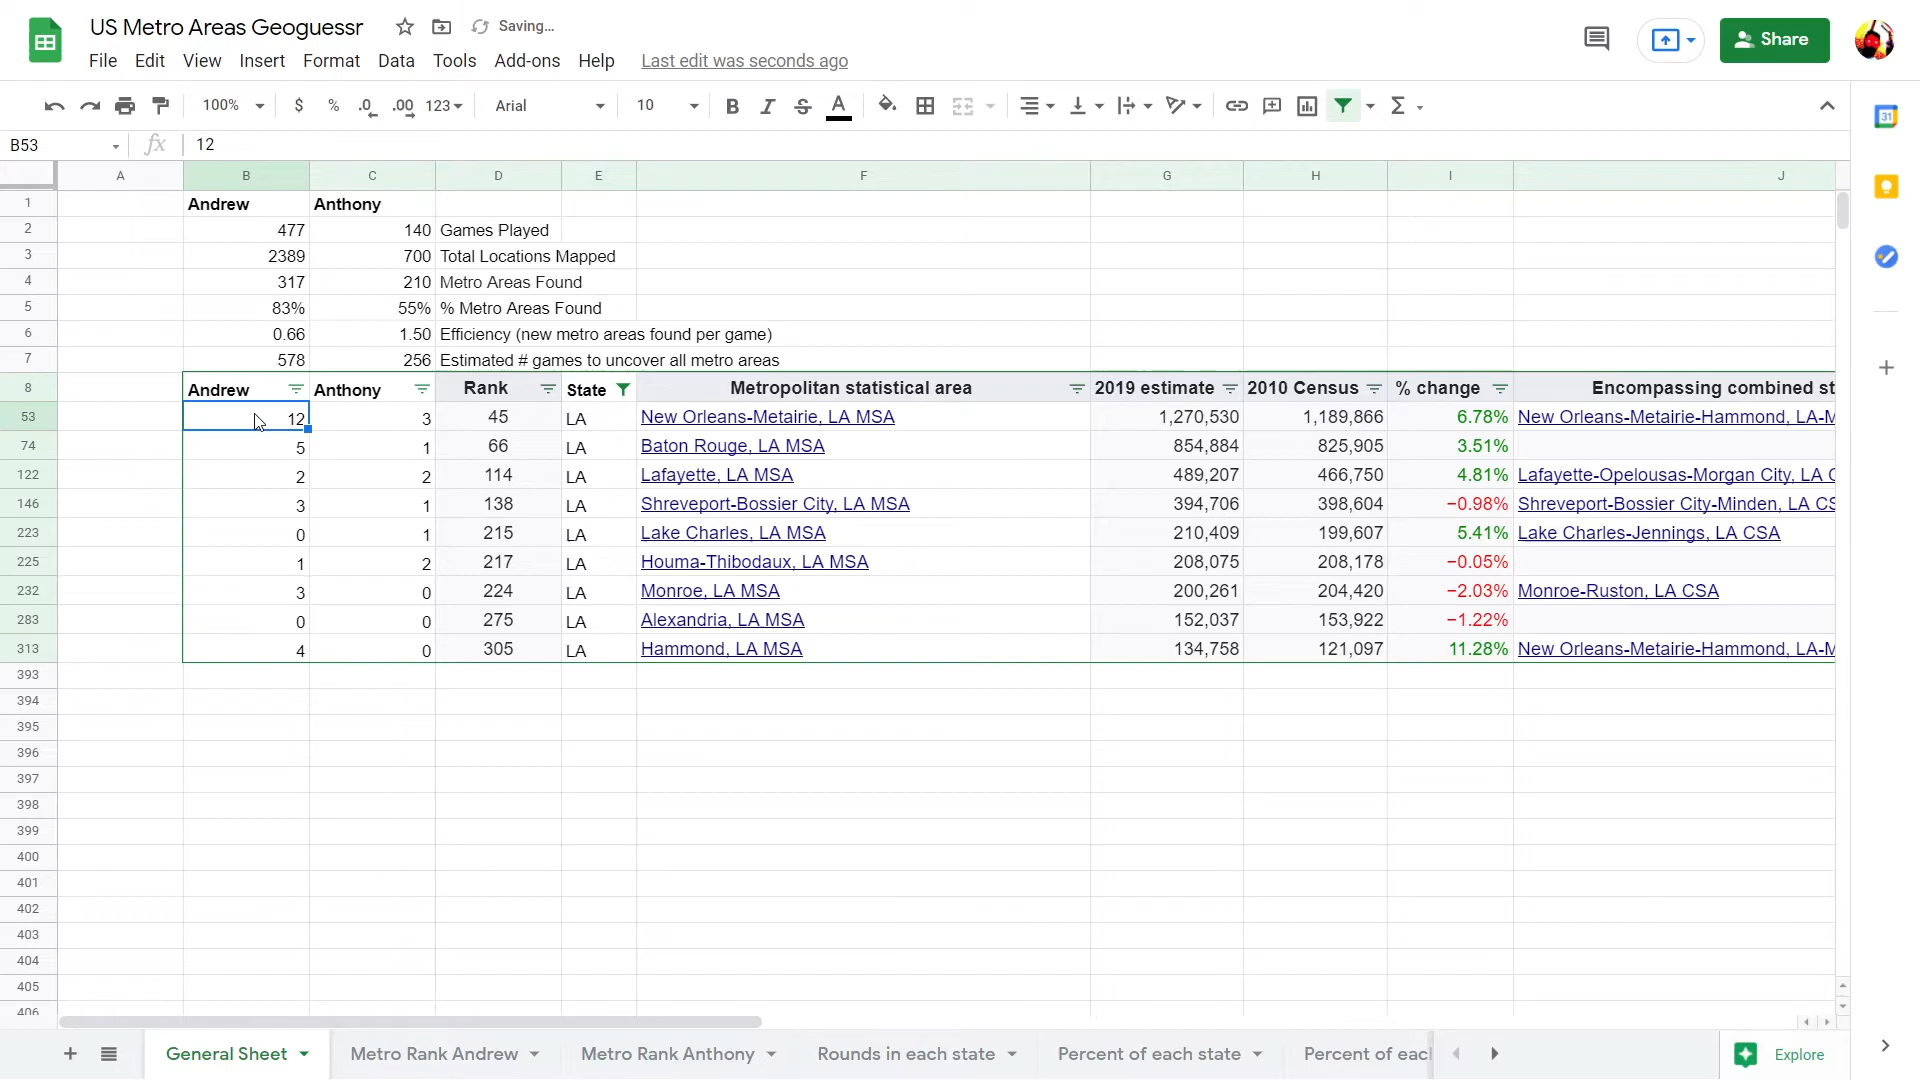 US Metro Areas Geoguessr Saving...
File Edit View Insert Format Data Tools Add-ons Help Last edit was seconds ago
Share
100% $ % .0 .00 123 Arial 10 B I S A Σ
31
B53 fx 12
A B C D E F G H I J
1 Andrew Anthony
2 477 140 Games Played
3 2389 700 Total Locations Mapped
4 317 210 Metro Areas Found
5 83% 55% % Metro Areas Found
6 0.66 1.50 Efficiency (new metro areas found per game)
7 578 256 Estimated # games to uncover all metro areas
8 Andrew Anthony Rank State Metropolitan statistical area 2019 estimate 2010 Census % change Encompassing combined st
53 12 3 45 LA New Orleans-Metairie, LA MSA 1,270,530 1,189,866 6.78% New Orleans-Metairie-Hammond, LA-M
74 5 1 66 LA Baton Rouge, LA MSA 854,884 825,905 3.51%
122 2 2 114 LA Lafayette, LA MSA 489,207 466,750 4.81% Lafayette-Opelousas-Morgan City, LA C
146 3 1 138 LA Shreveport-Bossier City, LA MSA 394,706 398,604 −0.98% Shreveport-Bossier City-Minden, LA CS
223 0 1 215 LA Lake Charles, LA MSA 210,409 199,607 5.41% Lake Charles-Jennings, LA CSA
225 1 2 217 LA Houma-Thibodaux, LA MSA 208,075 208,178 −0.05%
232 3 0 224 LA Monroe, LA MSA 200,261 204,420 −2.03% Monroe-Ruston, LA CSA
283 0 0 275 LA Alexandria, LA MSA 152,037 153,922 −1.22%
313 4 0 305 LA Hammond, LA MSA 134,758 121,097 11.28% New Orleans-Metairie-Hammond, LA-M
393
394
395
396
397
398
399
400
401
402
403
404
405
406
General Sheet Metro Rank Andrew Metro Rank Anthony Rounds in each state Percent of each state Percent of eacl Explore